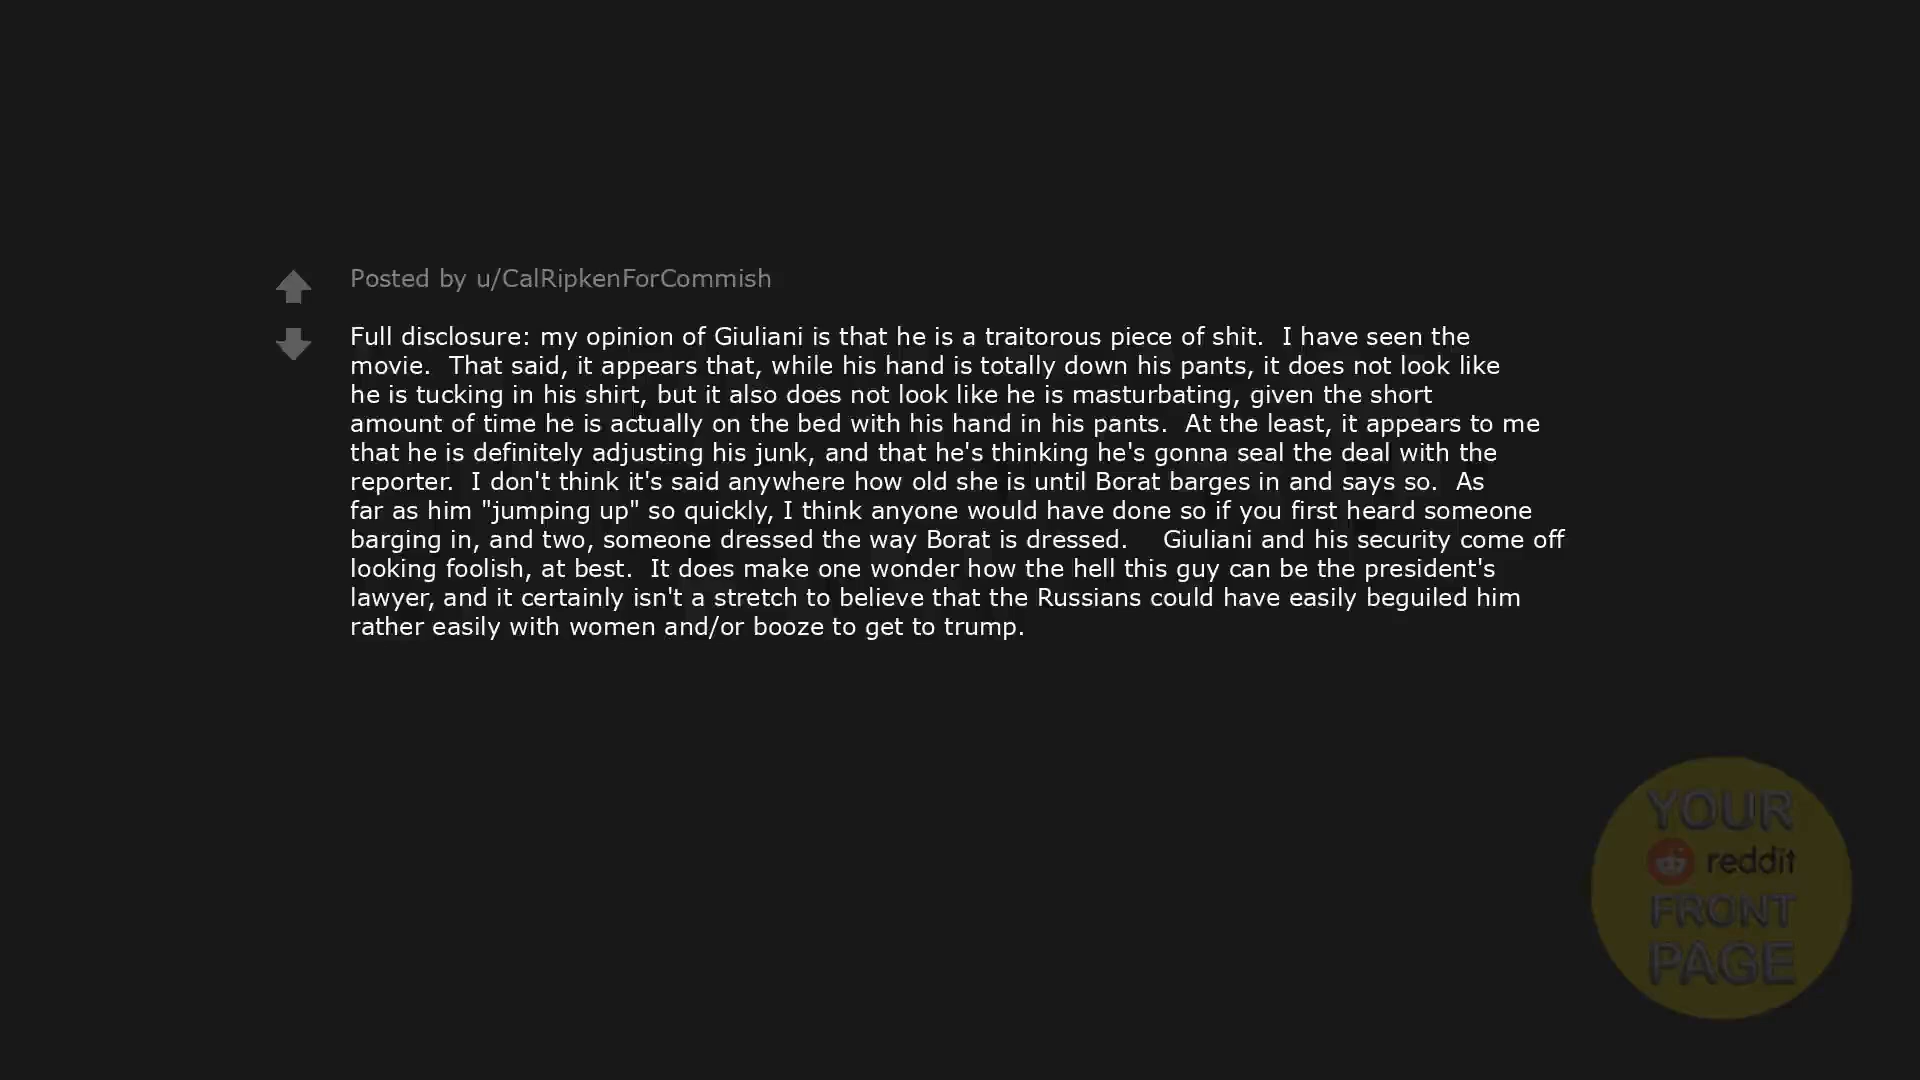 Posted by u/CalRipkenForCommish
Full disclosure: my opinion of Giuliani is that he is a traitorous piece of shit.  I have seen the
movie.  That said, it appears that, while his hand is totally down his pants, it does not look like
he is tucking in his shirt, but it also does not look like he is masturbating, given the short
amount of time he is actually on the bed with his hand in his pants.  At the least, it appears to me
that he is definitely adjusting his junk, and that he's thinking he's gonna seal the deal with the
reporter.  I don't think it's said anywhere how old she is until Borat barges in and says so.  As
far as him "jumping up" so quickly, I think anyone would have done so if you first heard someone
barging in, and two, someone dressed the way Borat is dressed.    Giuliani and his security come off
looking foolish, at best.  It does make one wonder how the hell this guy can be the president's
lawyer, and it certainly isn't a stretch to believe that the Russians could have easily beguiled him
rather easily with women and/or booze to get to trump.
YOUR
reddit
FRONT
PAGE